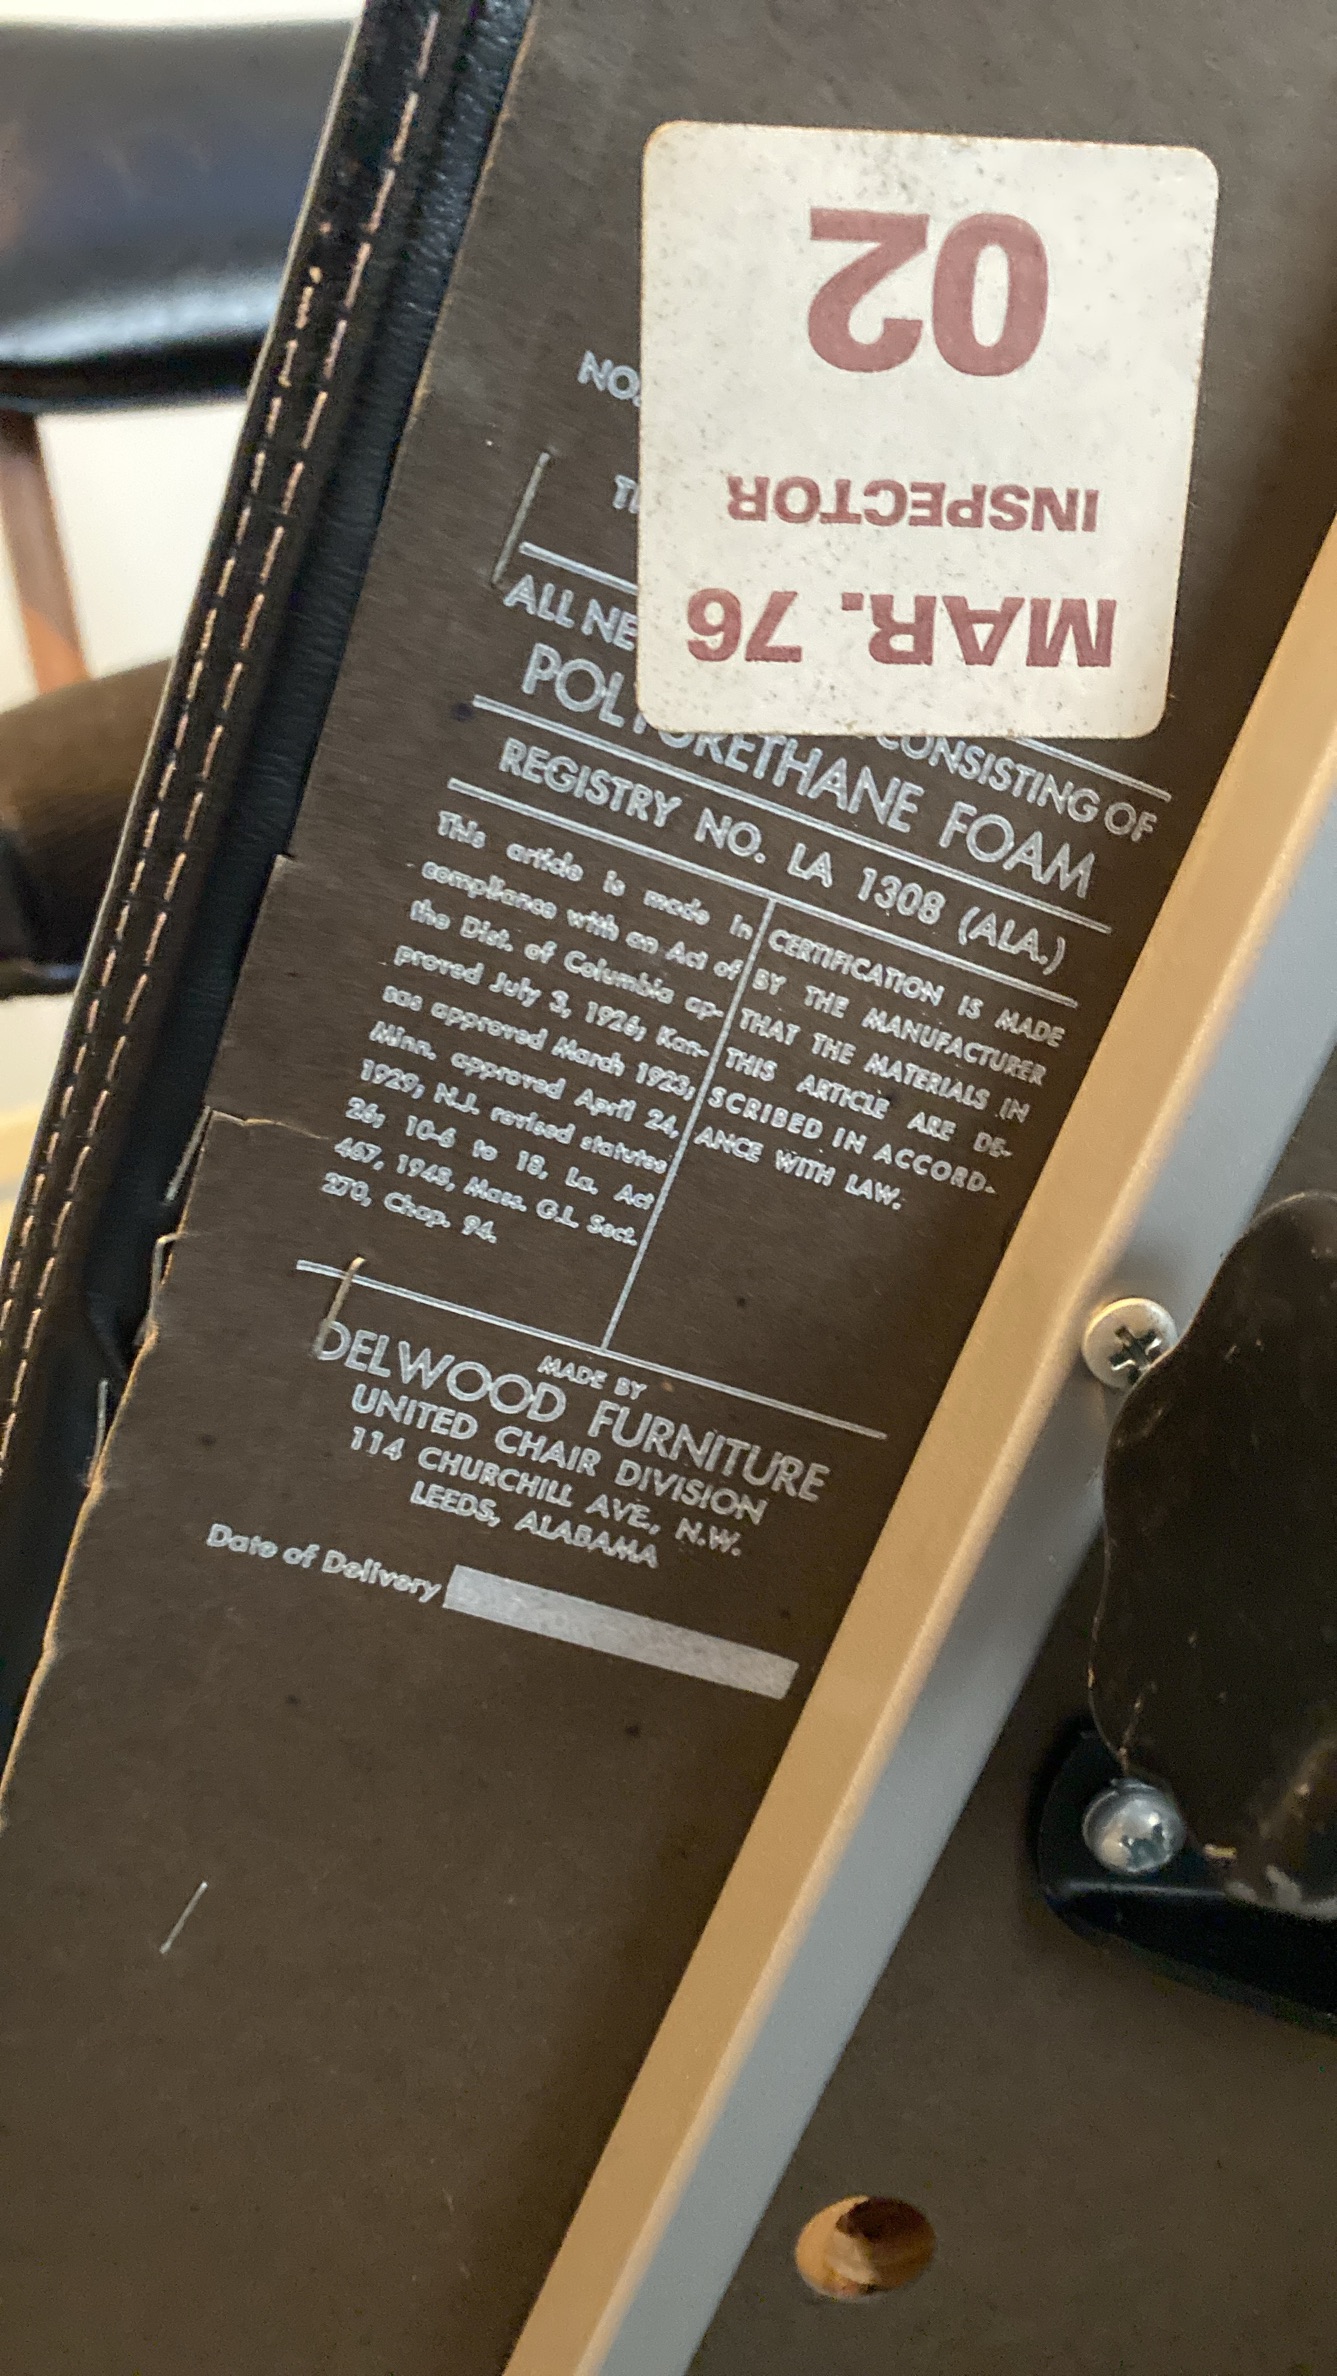 MAR. 76
INSPECTOR
02
NO.
ALL NE
CONSISTING OF
POLYURETHANE FOAM
REGISTRY NO. LA 1308 (ALA.)
This article is made in
compliance with an Act of
the Dist. of Columbia ap-
proved July 3, 1926, Kan-
sas approved March 1923,
Minn. approved April 24,
1929, N.J. revised statutes
26, 10-6 to 18, La. Act
467, 1948, Mass. G.L. Sect.
270, Chap. 94.
CERTIFICATION IS MADE
BY THE MANUFACTURER
THAT THE MATERIALS IN
THIS ARTICLE ARE DE-
SCRIBED IN ACCORD-
ANCE WITH LAW.
MADE BY
DELWOOD FURNITURE
UNITED CHAIR DIVISION
114 CHURCHILL AVE., N.W.
LEEDS, ALABAMA
Date of Delivery